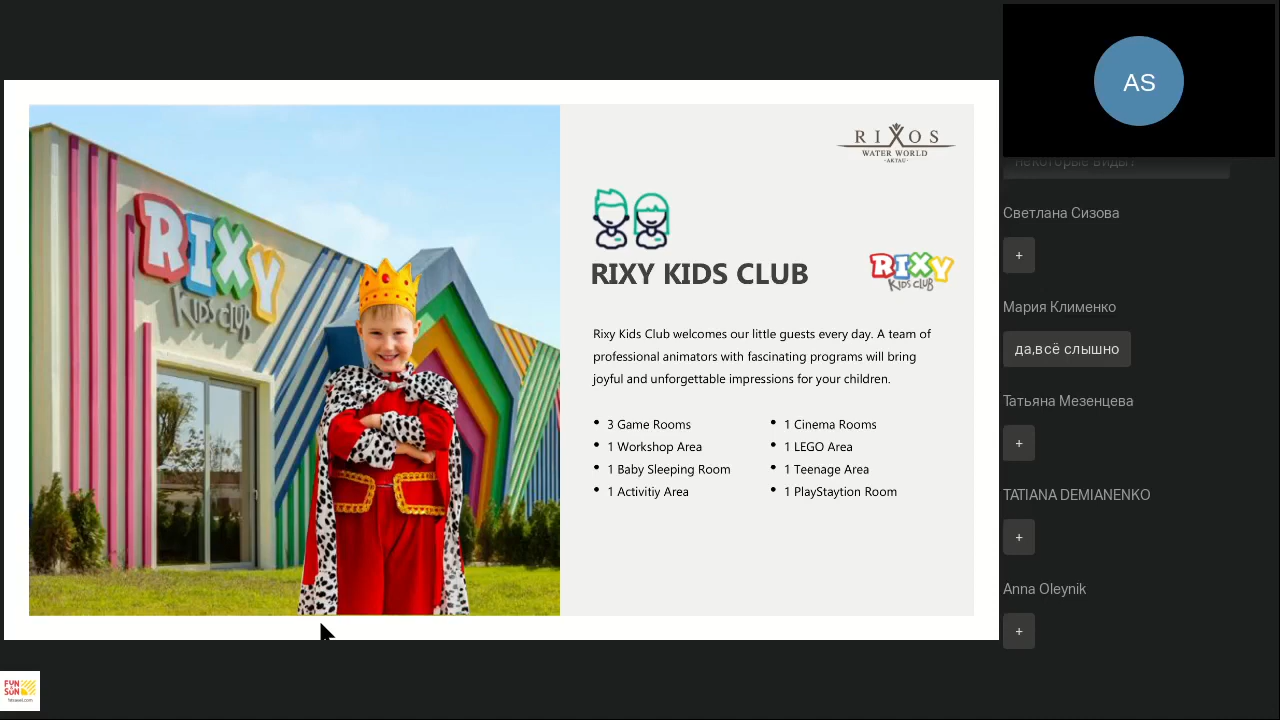 AS
некоторые виды?
Светлана Сизова
+
Мария Клименко
да,всё слышно
Татьяна Мезенцева
+
TATIANA DEMIANENKO
+
Anna Oleynik
+
RIXY
Kids CLUB
RIXOS
WATER WORLD
- AKTAU -
RIXY KIDS CLUB
RIXY
Kids CLUB
Rixy Kids Club welcomes our little guests every day. A team of
professional animators with fascinating programs will bring
joyful and unforgettable impressions for your children.
• 3 Game Rooms
• 1 Workshop Area
• 1 Baby Sleeping Room
• 1 Activitiy Area
• 1 Cinema Rooms
• 1 LEGO Area
• 1 Teenage Area
• 1 PlayStaytion Room
FUN
SUN